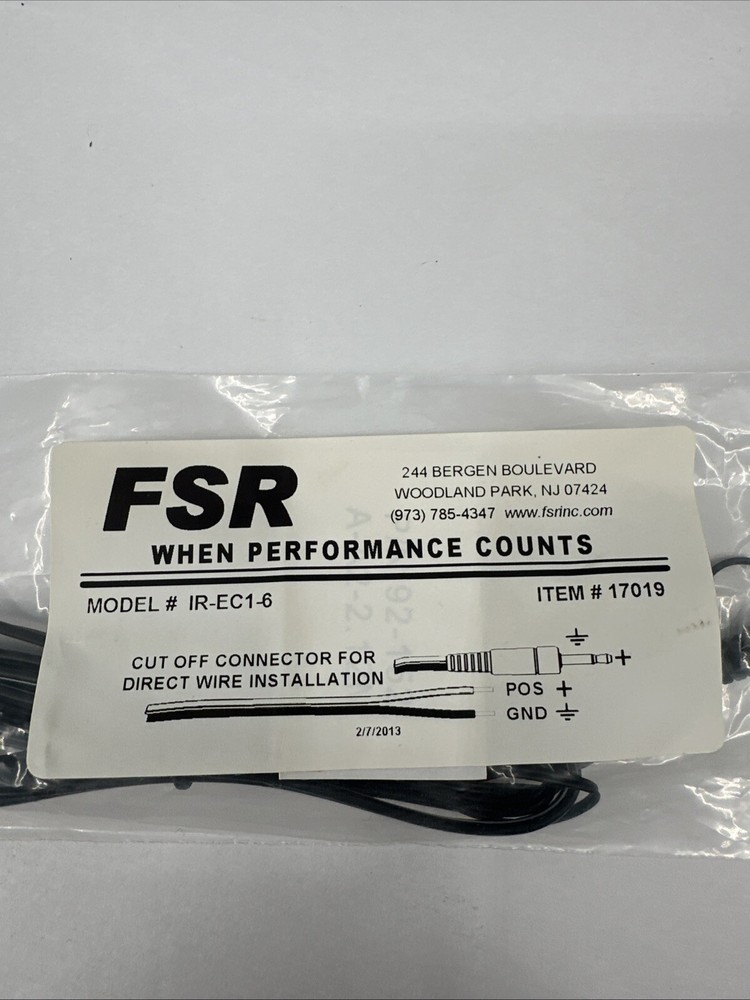 FSR
244 BERGEN BOULEVARD
WOODLAND PARK, NJ 07424
(973) 785-4347 www.fsrinc.com
WHEN PERFORMANCE COUNTS
MODEL # IR-EC1-6
ITEM # 17019
CUT OFF CONNECTOR FOR
DIRECT WIRE INSTALLATION
+
POS +
GND
2/7/2013